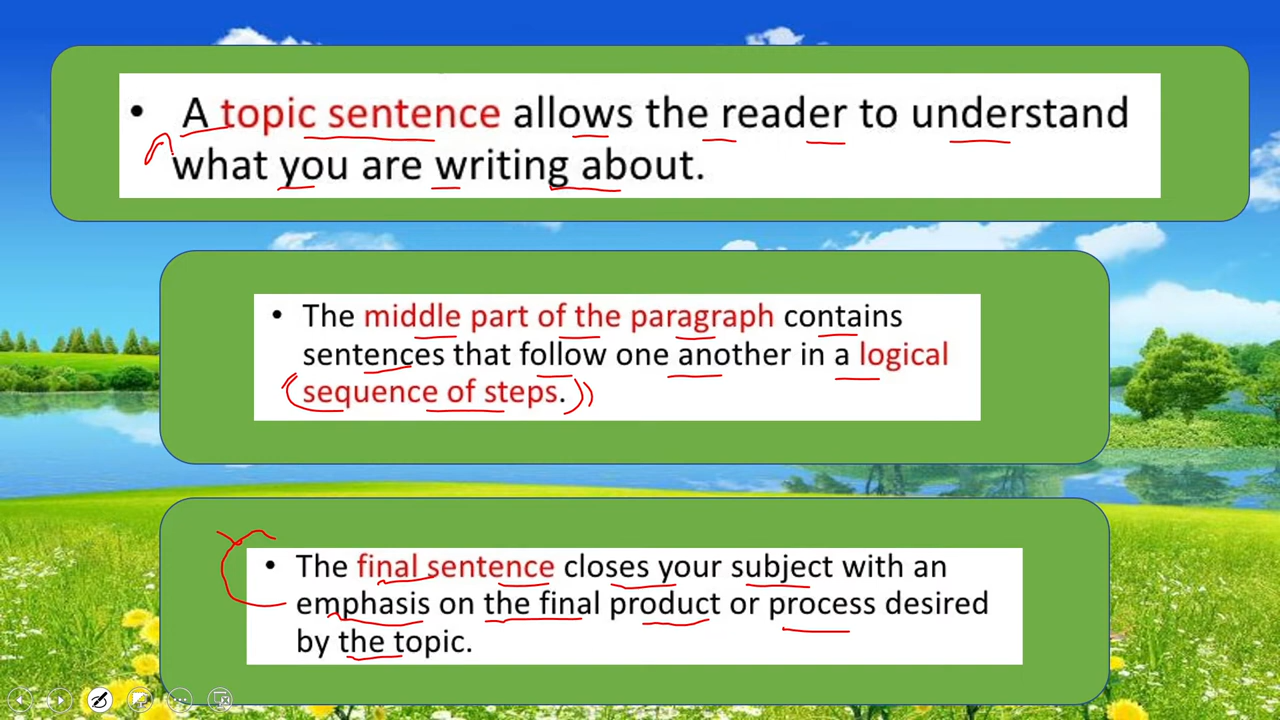 • A topic sentence allows the reader to understand
what you are writing about.
• The middle part of the paragraph contains
sentences that follow one another in a logical
sequence of steps.
• The final sentence closes your subject with an
emphasis on the final product or process desired
by the topic.